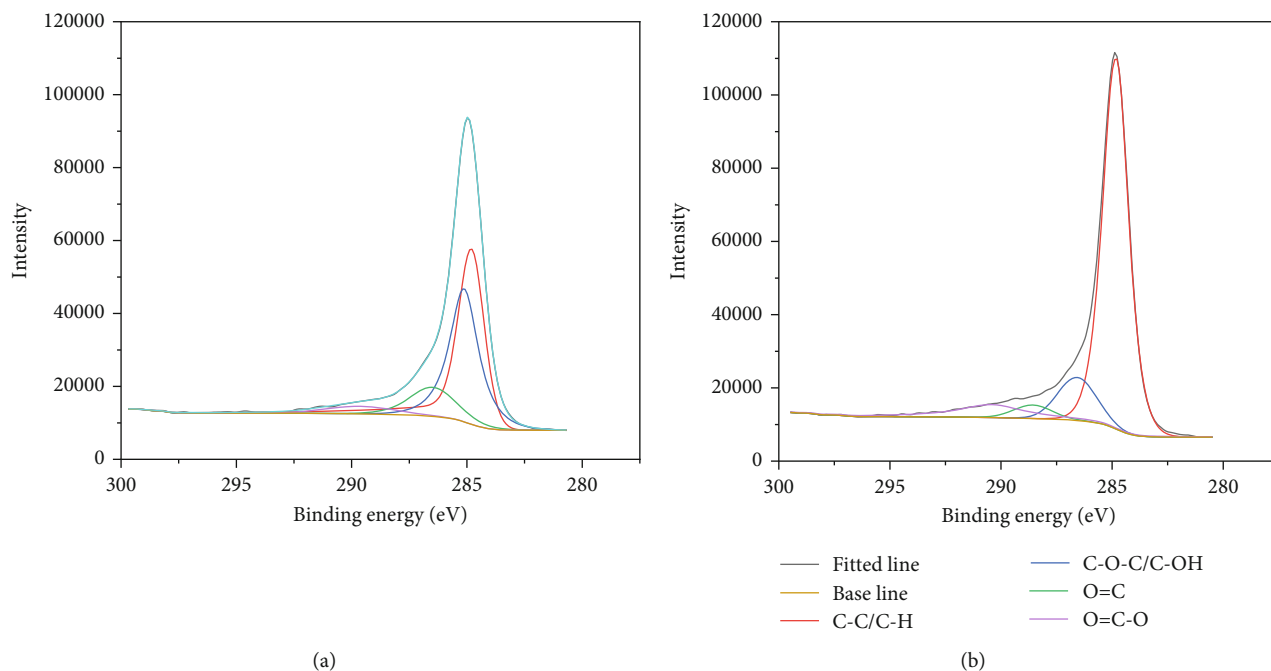 120000
100000
80000
60000
40000
20000
0
Intensity
300
295
290
285
280
Binding energy (eV)
(a)
120000
100000
80000
60000
40000
20000
0
Intensity
300
295
290
285
280
Binding energy (eV)
Fitted line
Base line
C-C/C-H
C-O-C/C-OH
O=C
O=C-O
(b)